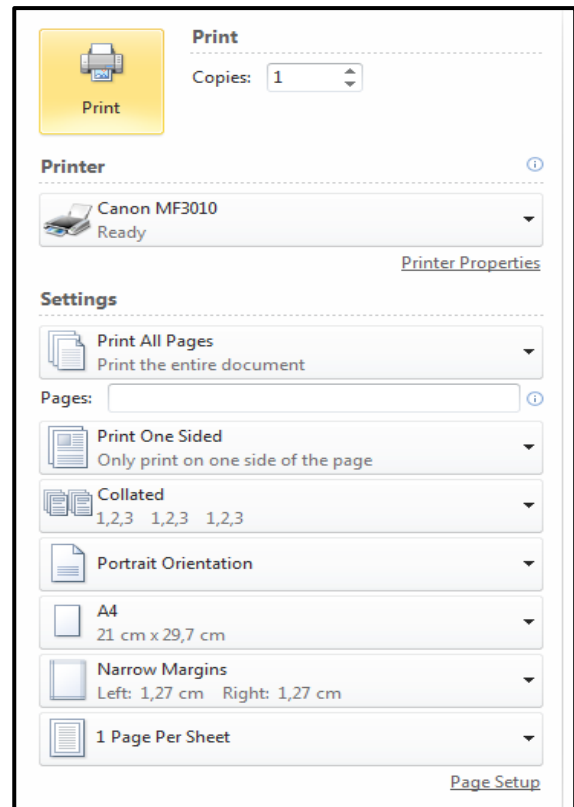 Print
Copies: 1
Print
Printer
Canon MF3010
Ready
Printer Properties
Settings
Print All Pages
Print the entire document
Pages:
Print One Sided
Only print on one side of the page
Collated
1,2,3 1,2,3 1,2,3
Portrait Orientation
A4
21 cm x 29,7 cm
Narrow Margins
Left: 1,27 cm Right: 1,27 cm
1 Page Per Sheet
Page Setup